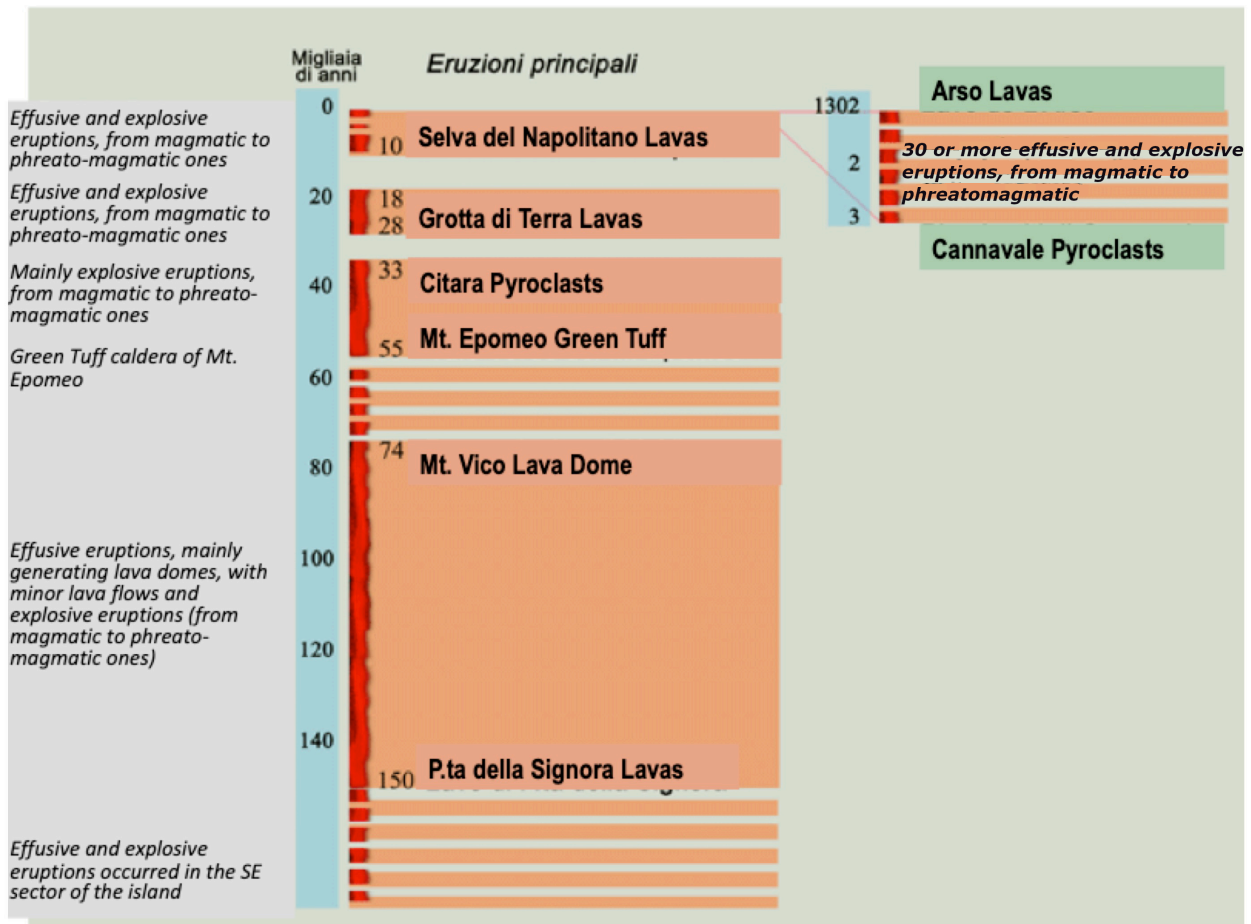 Migliaia
di anni
Eruzioni principali
0
20
40
60
80
100
120
140
Effusive and explosive
eruptions, from magmatic to
phreato-magmatic ones
Effusive and explosive
eruptions, from magmatic to
phreato-magmatic ones
Mainly explosive eruptions,
from magmatic to phreato-
magmatic ones
Green Tuff caldera of Mt.
Epomeo
Effusive eruptions, mainly
generating lava domes, with
minor lava flows and
explosive eruptions (from
magmatic to phreato-
magmatic ones)
Effusive and explosive
eruptions occurred in the SE
sector of the island
10 Selva del Napolitano Lavas
18
28 Grotta di Terra Lavas
33
Citara Pyroclasts
55 Mt. Epomeo Green Tuff
74
Mt. Vico Lava Dome
150 P.ta della Signora Lavas
Arso Lavas
1302
2
3
30 or more effusive and explosive
eruptions, from magmatic to
phreatomagmatic
Cannavale Pyroclasts